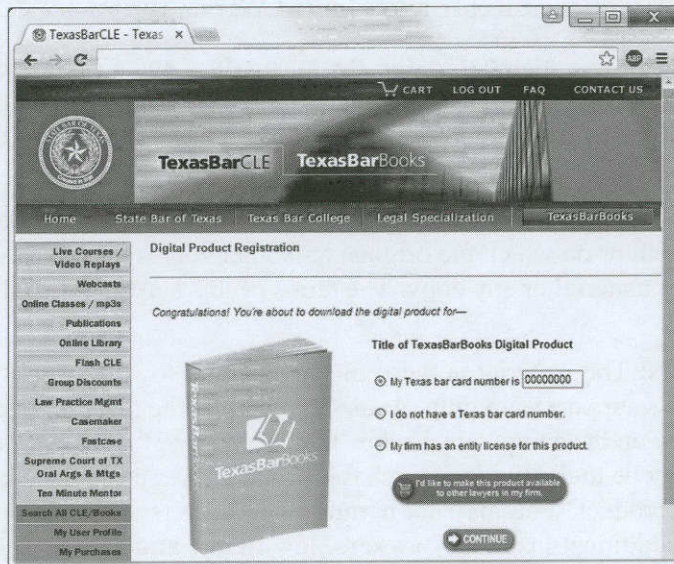 TexasBarCLE - Texas ×
ABP
CART LOG OUT FAQ CONTACT US
TexasBarCLE TexasBarBooks
Home State Bar of Texas Texas Bar College Legal Specialization TexasBarBooks
Live Courses /
Video Replays
Webcasts
Online Classes / mp3s
Publications
Online Library
Flash CLE
Group Discounts
Law Practice Mgmt
Casemaker
Fastcase
Supreme Court of TX
Oral Args & Mtgs
Ten Minute Mentor
Search All CLE/Books
My User Profile
My Purchases
Digital Product Registration
Congratulations! You're about to download the digital product for—
TexasBarBooks
TexasBarBooks
Title of TexasBarBooks Digital Product
My Texas bar card number is 00000000
I do not have a Texas bar card number.
My firm has an entity license for this product.
I'd like to make this product available
to other lawyers in my firm.
CONTINUE